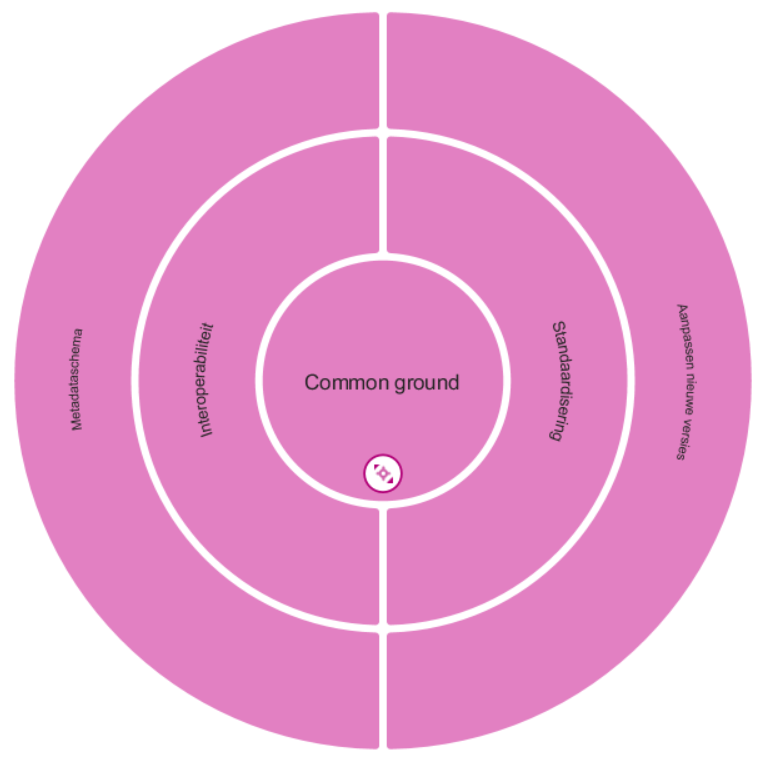 Metadataschema
Interoperabiliteit
Common ground
Standaardisering
Aanpassen nieuwe versies